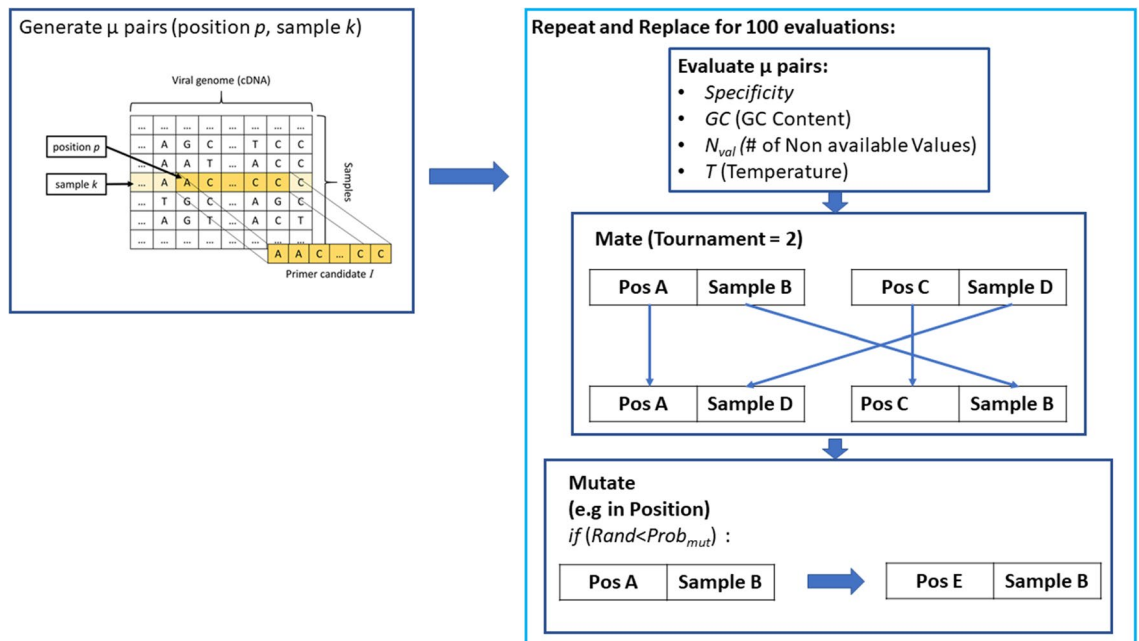 Generate μ pairs (position p, sample k)
Viral genome (cDNA)
... ... ... ... ... ... ...
... A G C ... T C C
... A A T ... A C C
... A A C ... C C C
... T G C ... A G C
... A G T ... A C T
... ... ... ... ... ... ...
position p
sample k
Samples
A A C ... C C
Primer candidate I
Repeat and Replace for 100 evaluations:
Evaluate μ pairs:
• Specificity
• GC (GC Content)
• Nval (# of Non available Values)
• T (Temperature)
Mate (Tournament = 2)
Pos A Sample B Pos C Sample D
Pos A Sample D Pos C Sample B
Mutate
(e.g in Position)
if (Rand<Probmut) :
Pos A Sample B Pos E Sample B